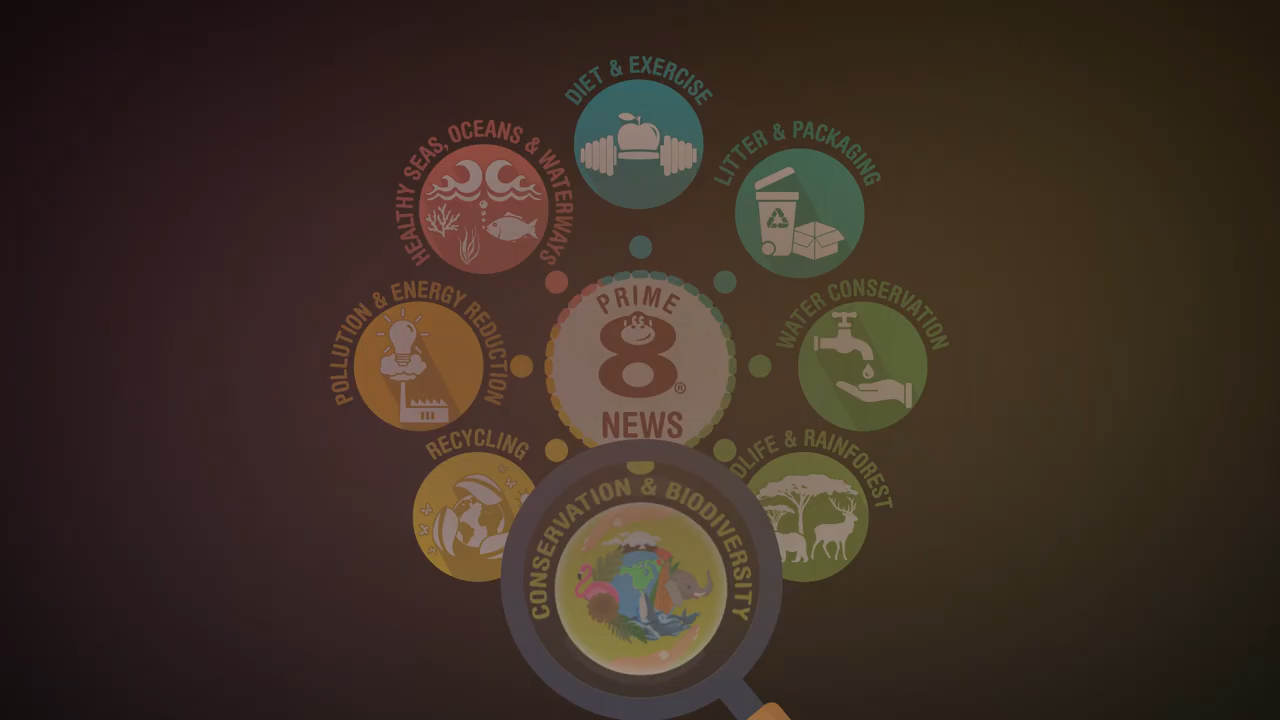 DIET & EXERCISE
HEALTHY SEAS, OCEANS & WATERWAYS
LITTER & PACKAGING
POLLUTION & ENERGY REDUCTION
WATER CONSERVATION
PRIME
8®
NEWS
RECYCLING
DLIFE & RAINFOREST
CONSERVATION & BIODIVERSITY